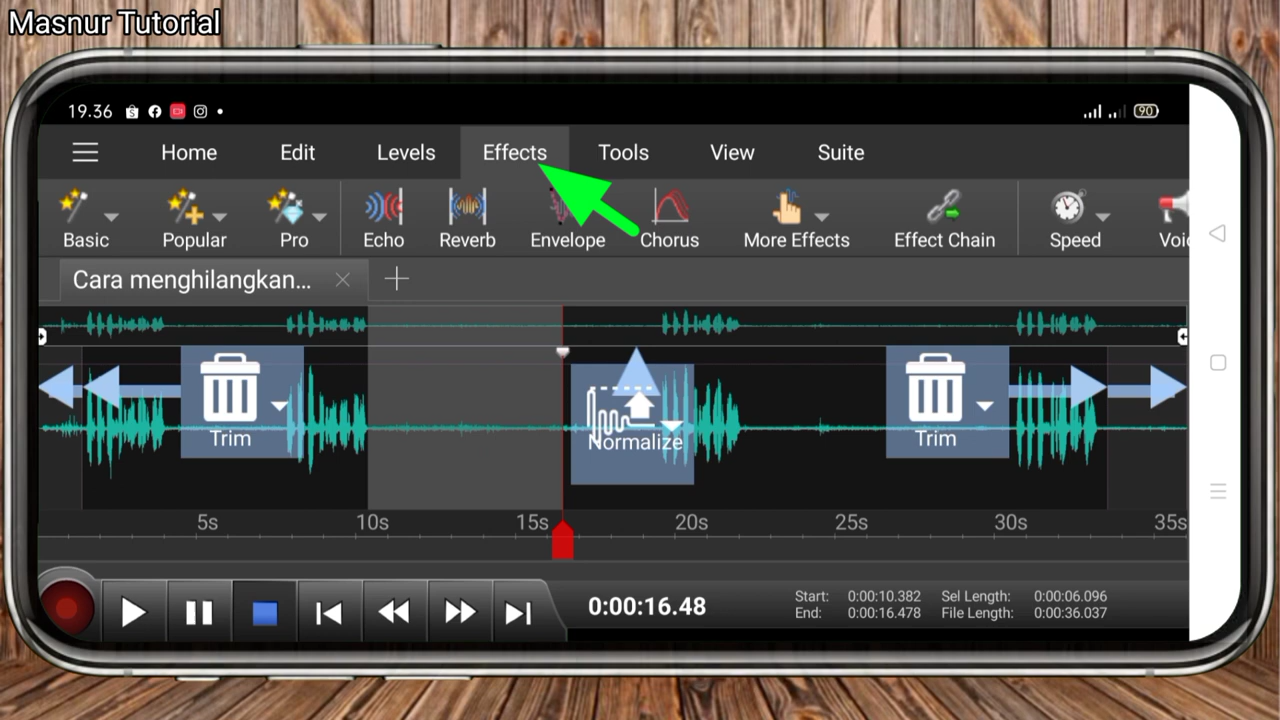 Masnur Tutorial
19.36
90
Home Edit Levels Effects Tools View Suite
Basic Popular Pro Echo Reverb Envelope Chorus More Effects Effect Chain Speed
Cara menghilangkan...
Trim Normalize Trim
5s 10s 15s 20s 25s 30s 35s
0:00:16.48
Start: 0:00:10.382 Sel Length: 0:00:06.096
End: 0:00:16.478 File Length: 0:00:36.037